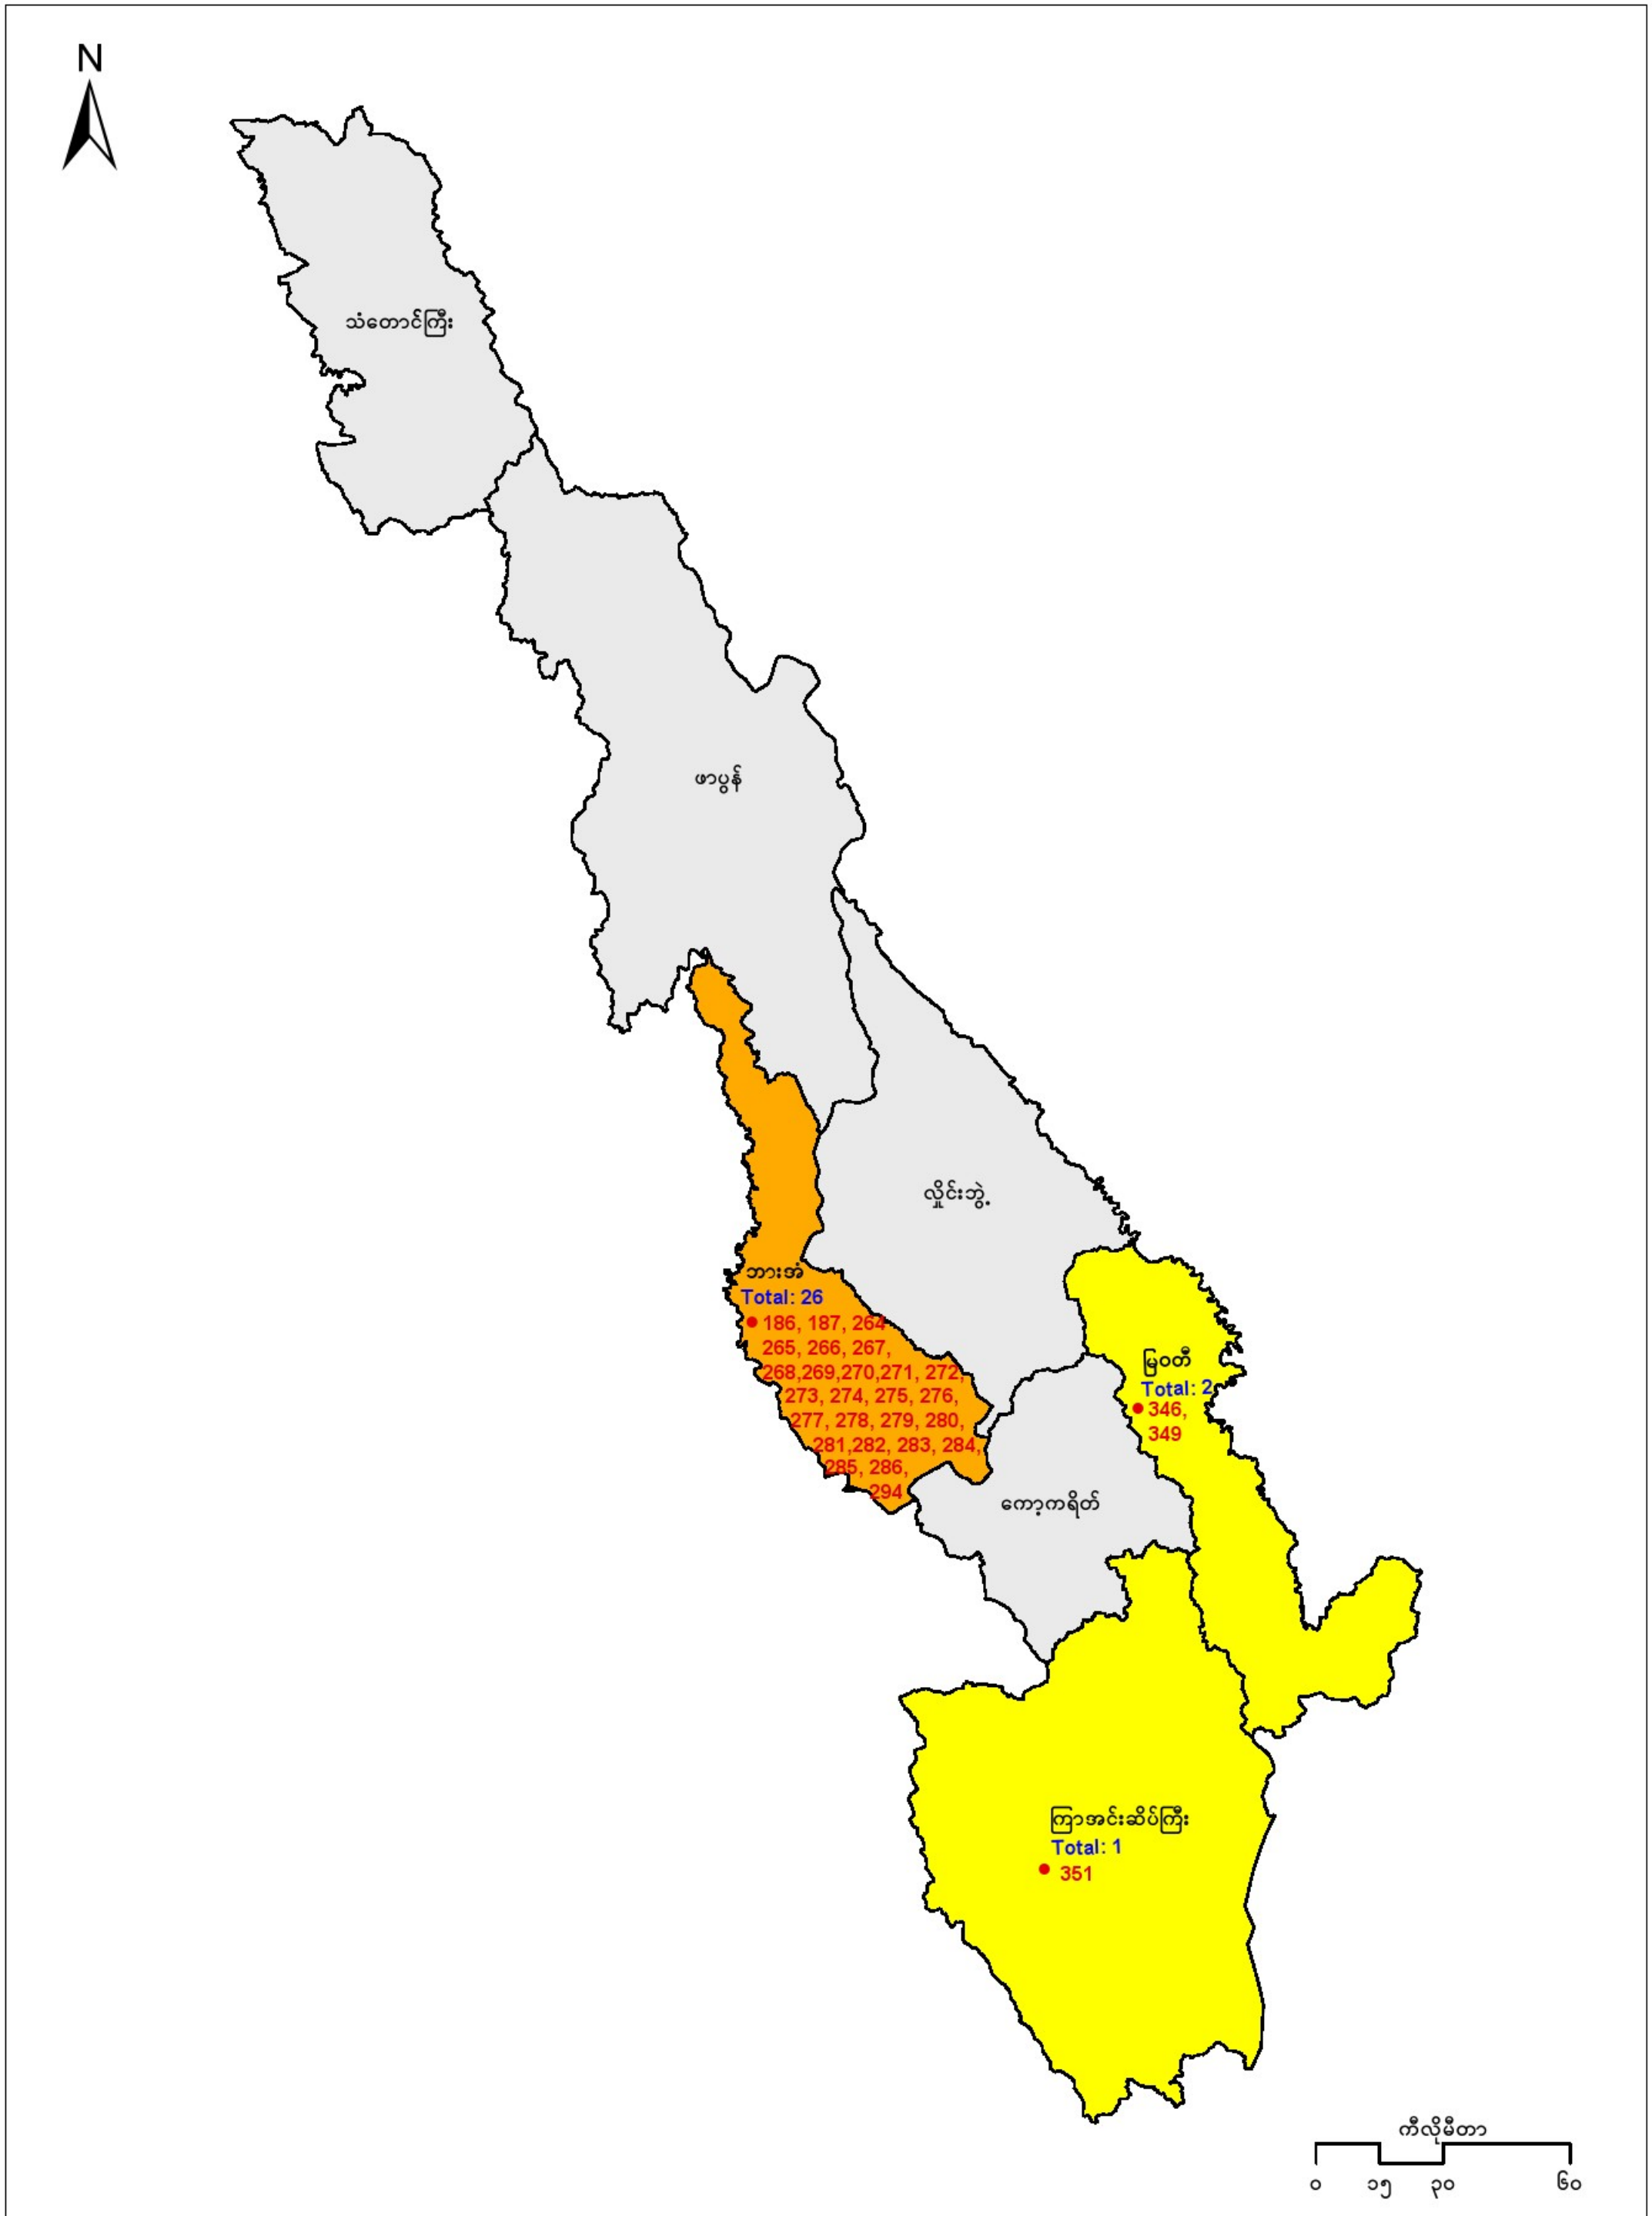 N
သံတောင်ကြီး
ဖာပွန်
လှိုင်းဘွဲ့
ဘားအံ
Total: 26
186, 187, 264
265, 266, 267,
268,269,270,271, 272,
273, 274, 275, 276,
277, 278, 279, 280,
281,282, 283, 284,
285, 286,
294
မြဝတီ
Total: 2
346,
349
ကော့ကရိတ်
ကြာအင်းဆိပ်ကြီး
Total: 1
351
ကီလိုမီတာ
၀ ၁၅ ၃၀ ၆၀